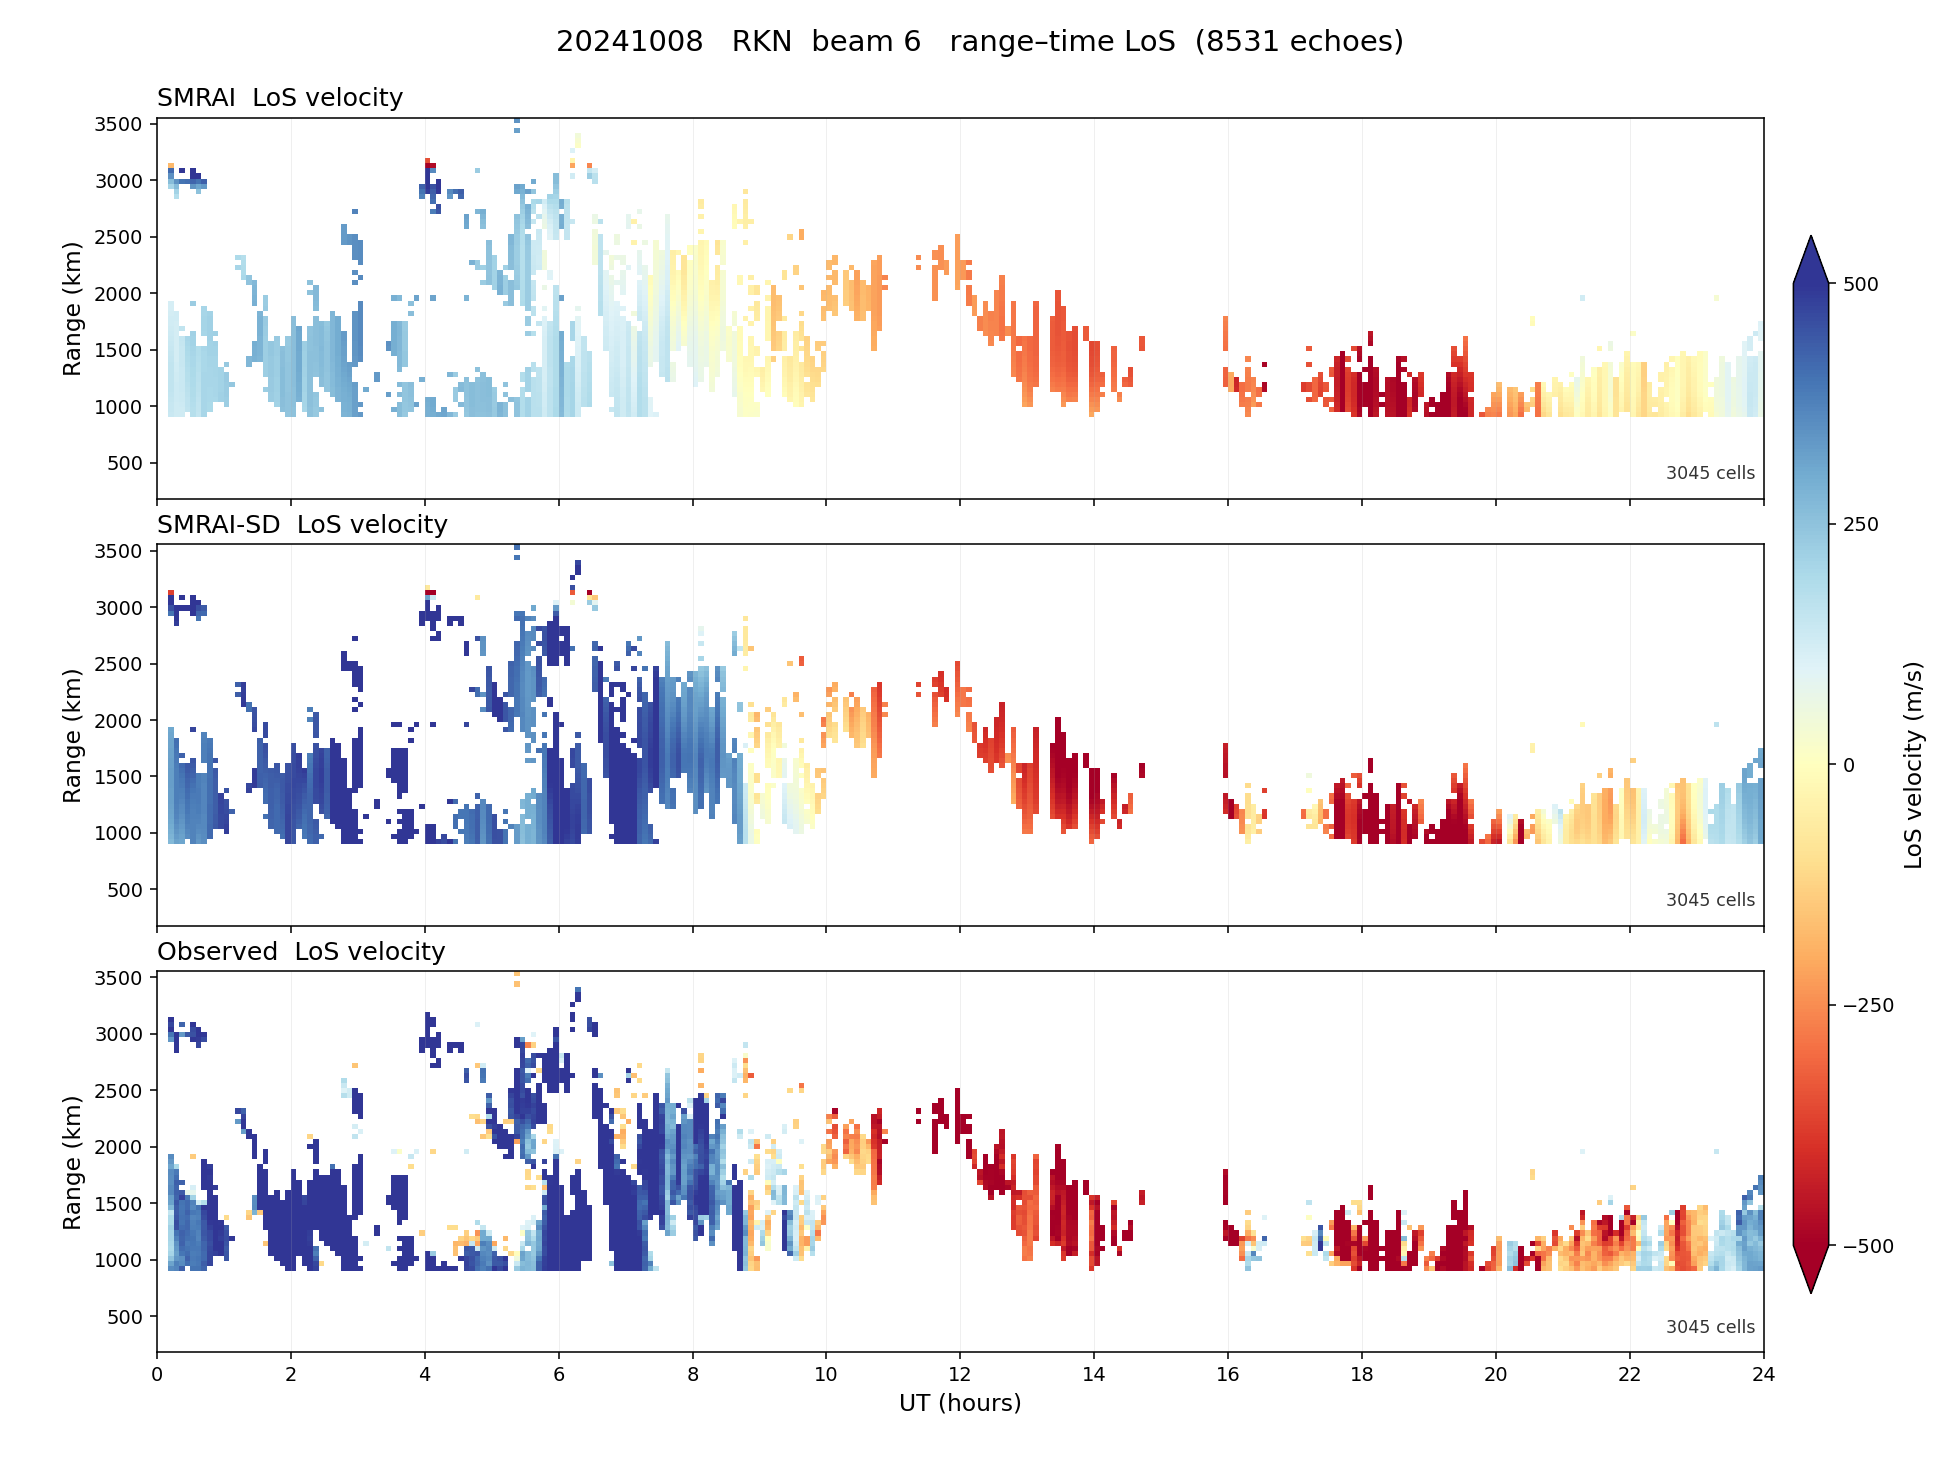 20241008   RKN  beam 6   range–time LoS  (8531 echoes)
SMRAI  LoS velocity
3500
3000
2500
2000
1500
1000
500
Range (km)
3045 cells
SMRAI-SD  LoS velocity
3500
3000
2500
2000
1500
1000
500
Range (km)
3045 cells
Observed  LoS velocity
3500
3000
2500
2000
1500
1000
500
Range (km)
3045 cells
0 2 4 6 8 10 12 14 16 18 20 22 24
UT (hours)
500
250
0
−250
−500
LoS velocity (m/s)